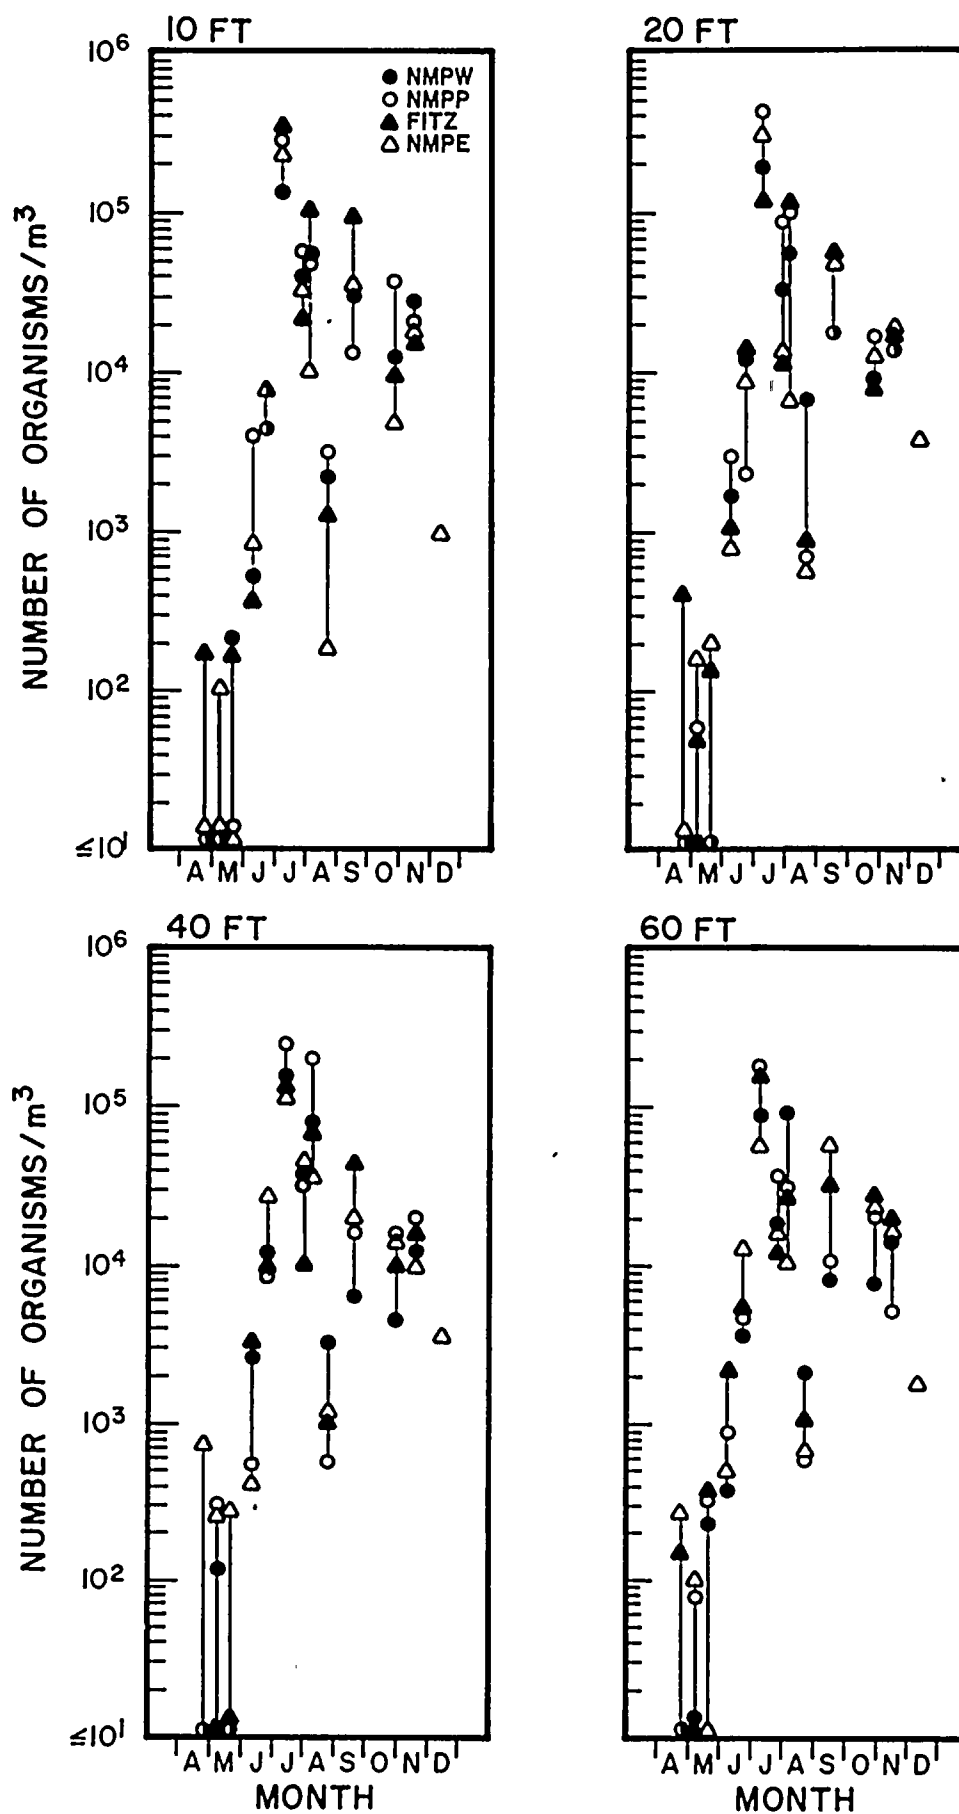 10 FT
20 FT
NUMBER OF ORGANISMS/m³
10⁶
10⁵
10⁴
10³
10²
≤10¹
NMPW
NMPP
FITZ
NMPE
A M J J A S O N D
A M J J A S O N D
40 FT
60 FT
NUMBER OF ORGANISMS/m³
10⁶
10⁵
10⁴
10³
10²
≤10¹
A M J J A S O N D
A M J J A S O N D
MONTH
MONTH